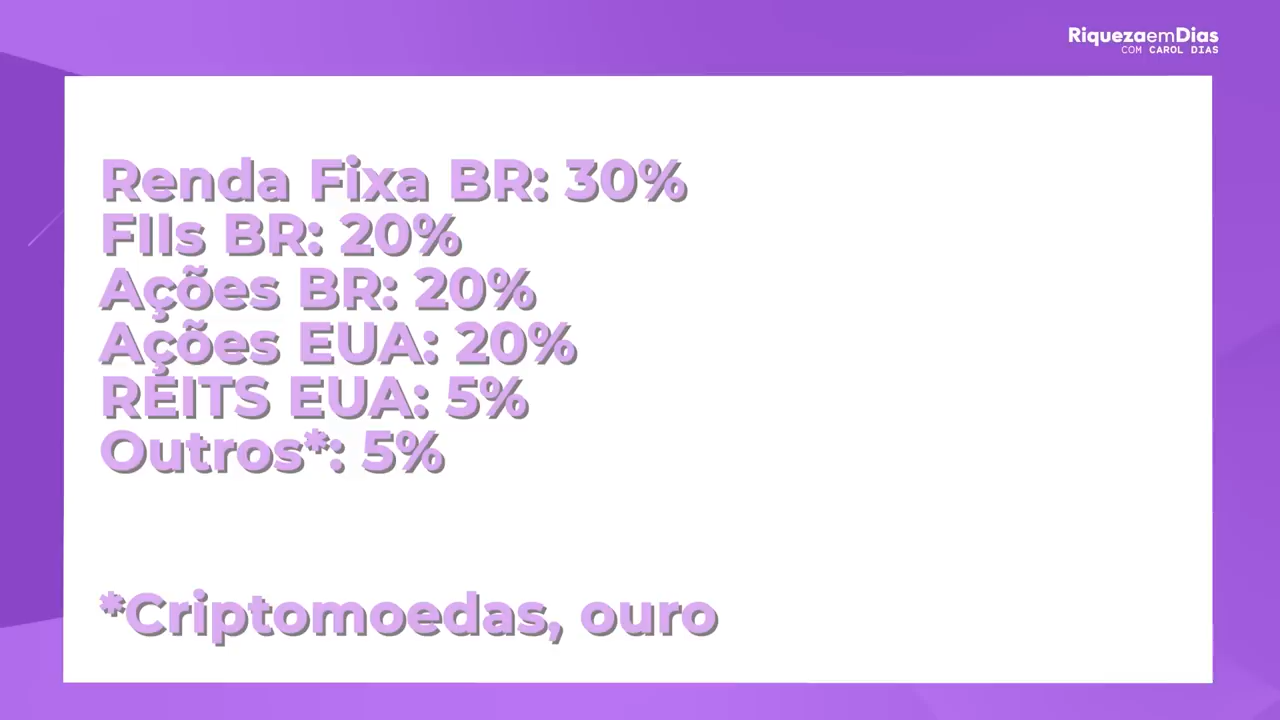 RiquezaemDias
COM CAROL DIAS
Renda Fixa BR: 30%
FIIs BR: 20%
Ações BR: 20%
Ações EUA: 20%
REITS EUA: 5%
Outros*: 5%
*Criptomoedas, ouro